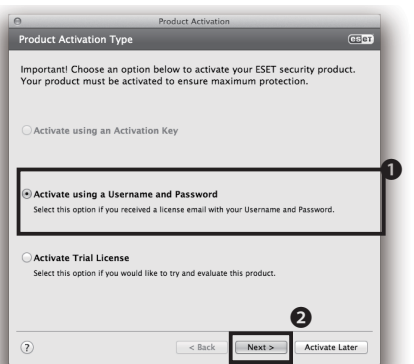 Product Activation
Product Activation Type
eset
Important! Choose an option below to activate your ESET security product.
Your product must be activated to ensure maximum protection.
Activate using an Activation Key
1
Activate using a Username and Password
Select this option if you received a license email with your Username and Password.
Activate Trial License
Select this option if you would like to try and evaluate this product.
2
? < Back Next > Activate Later